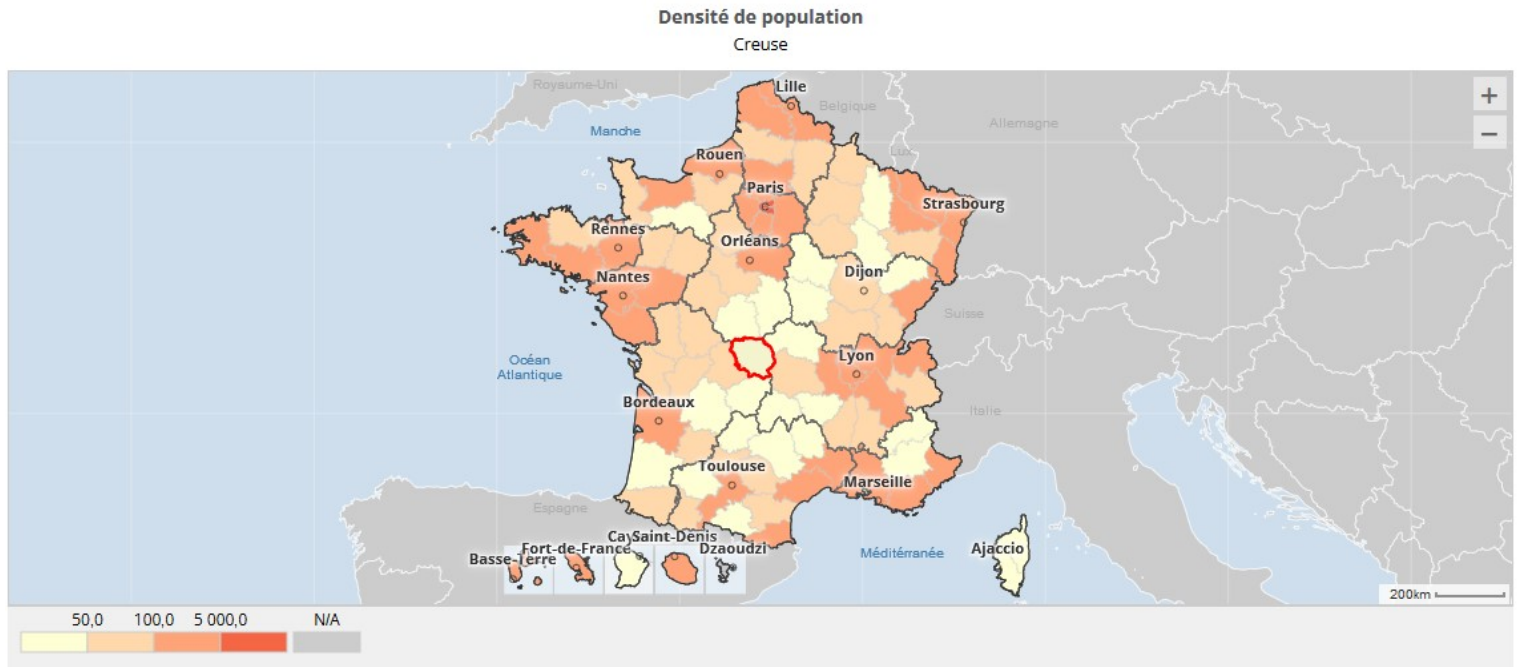 Densité de population
Creuse
Royaume-Uni
Lille
Belgique
+
Manche
Allemagne
−
Rouen
Lux
Paris
Strasbourg
Rennes
Orléans
Nantes
Dijon
Suisse
Océan
Atlantique
Lyon
Bordeaux
Italie
Toulouse
Marseille
Espagne
Cay
Saint-Denis
Fort-de-France
Dzaoudzi
Basse-Terre
Méditérranée
Ajaccio
200km
50,0 100,0 5 000,0 N/A